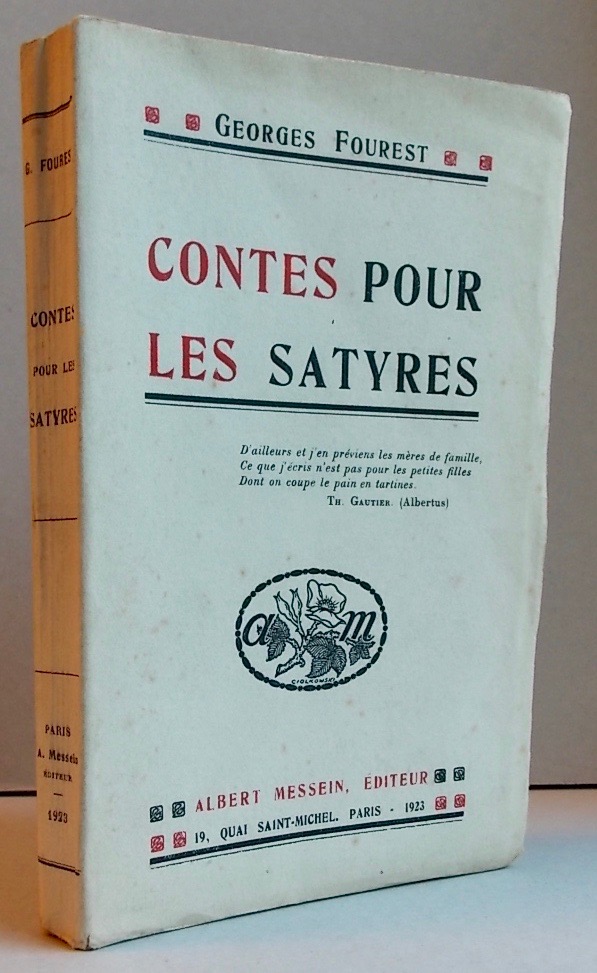 G. FOURES
CONTES
POUR LES
SATYRES
PARIS
A. Messein
ÉDITEUR
1923
GEORGES FOUREST
CONTES POUR
LES SATYRES
D'ailleurs et j'en préviens les mères de famille,
Ce que j'écris n'est pas pour les petites filles
Dont on coupe le pain en tartines.
TH. GAUTIER. (Albertus)
a m
CIOLKOWSKI
ALBERT MESSEIN, ÉDITEUR
19, QUAI SAINT-MICHEL. PARIS - 1923